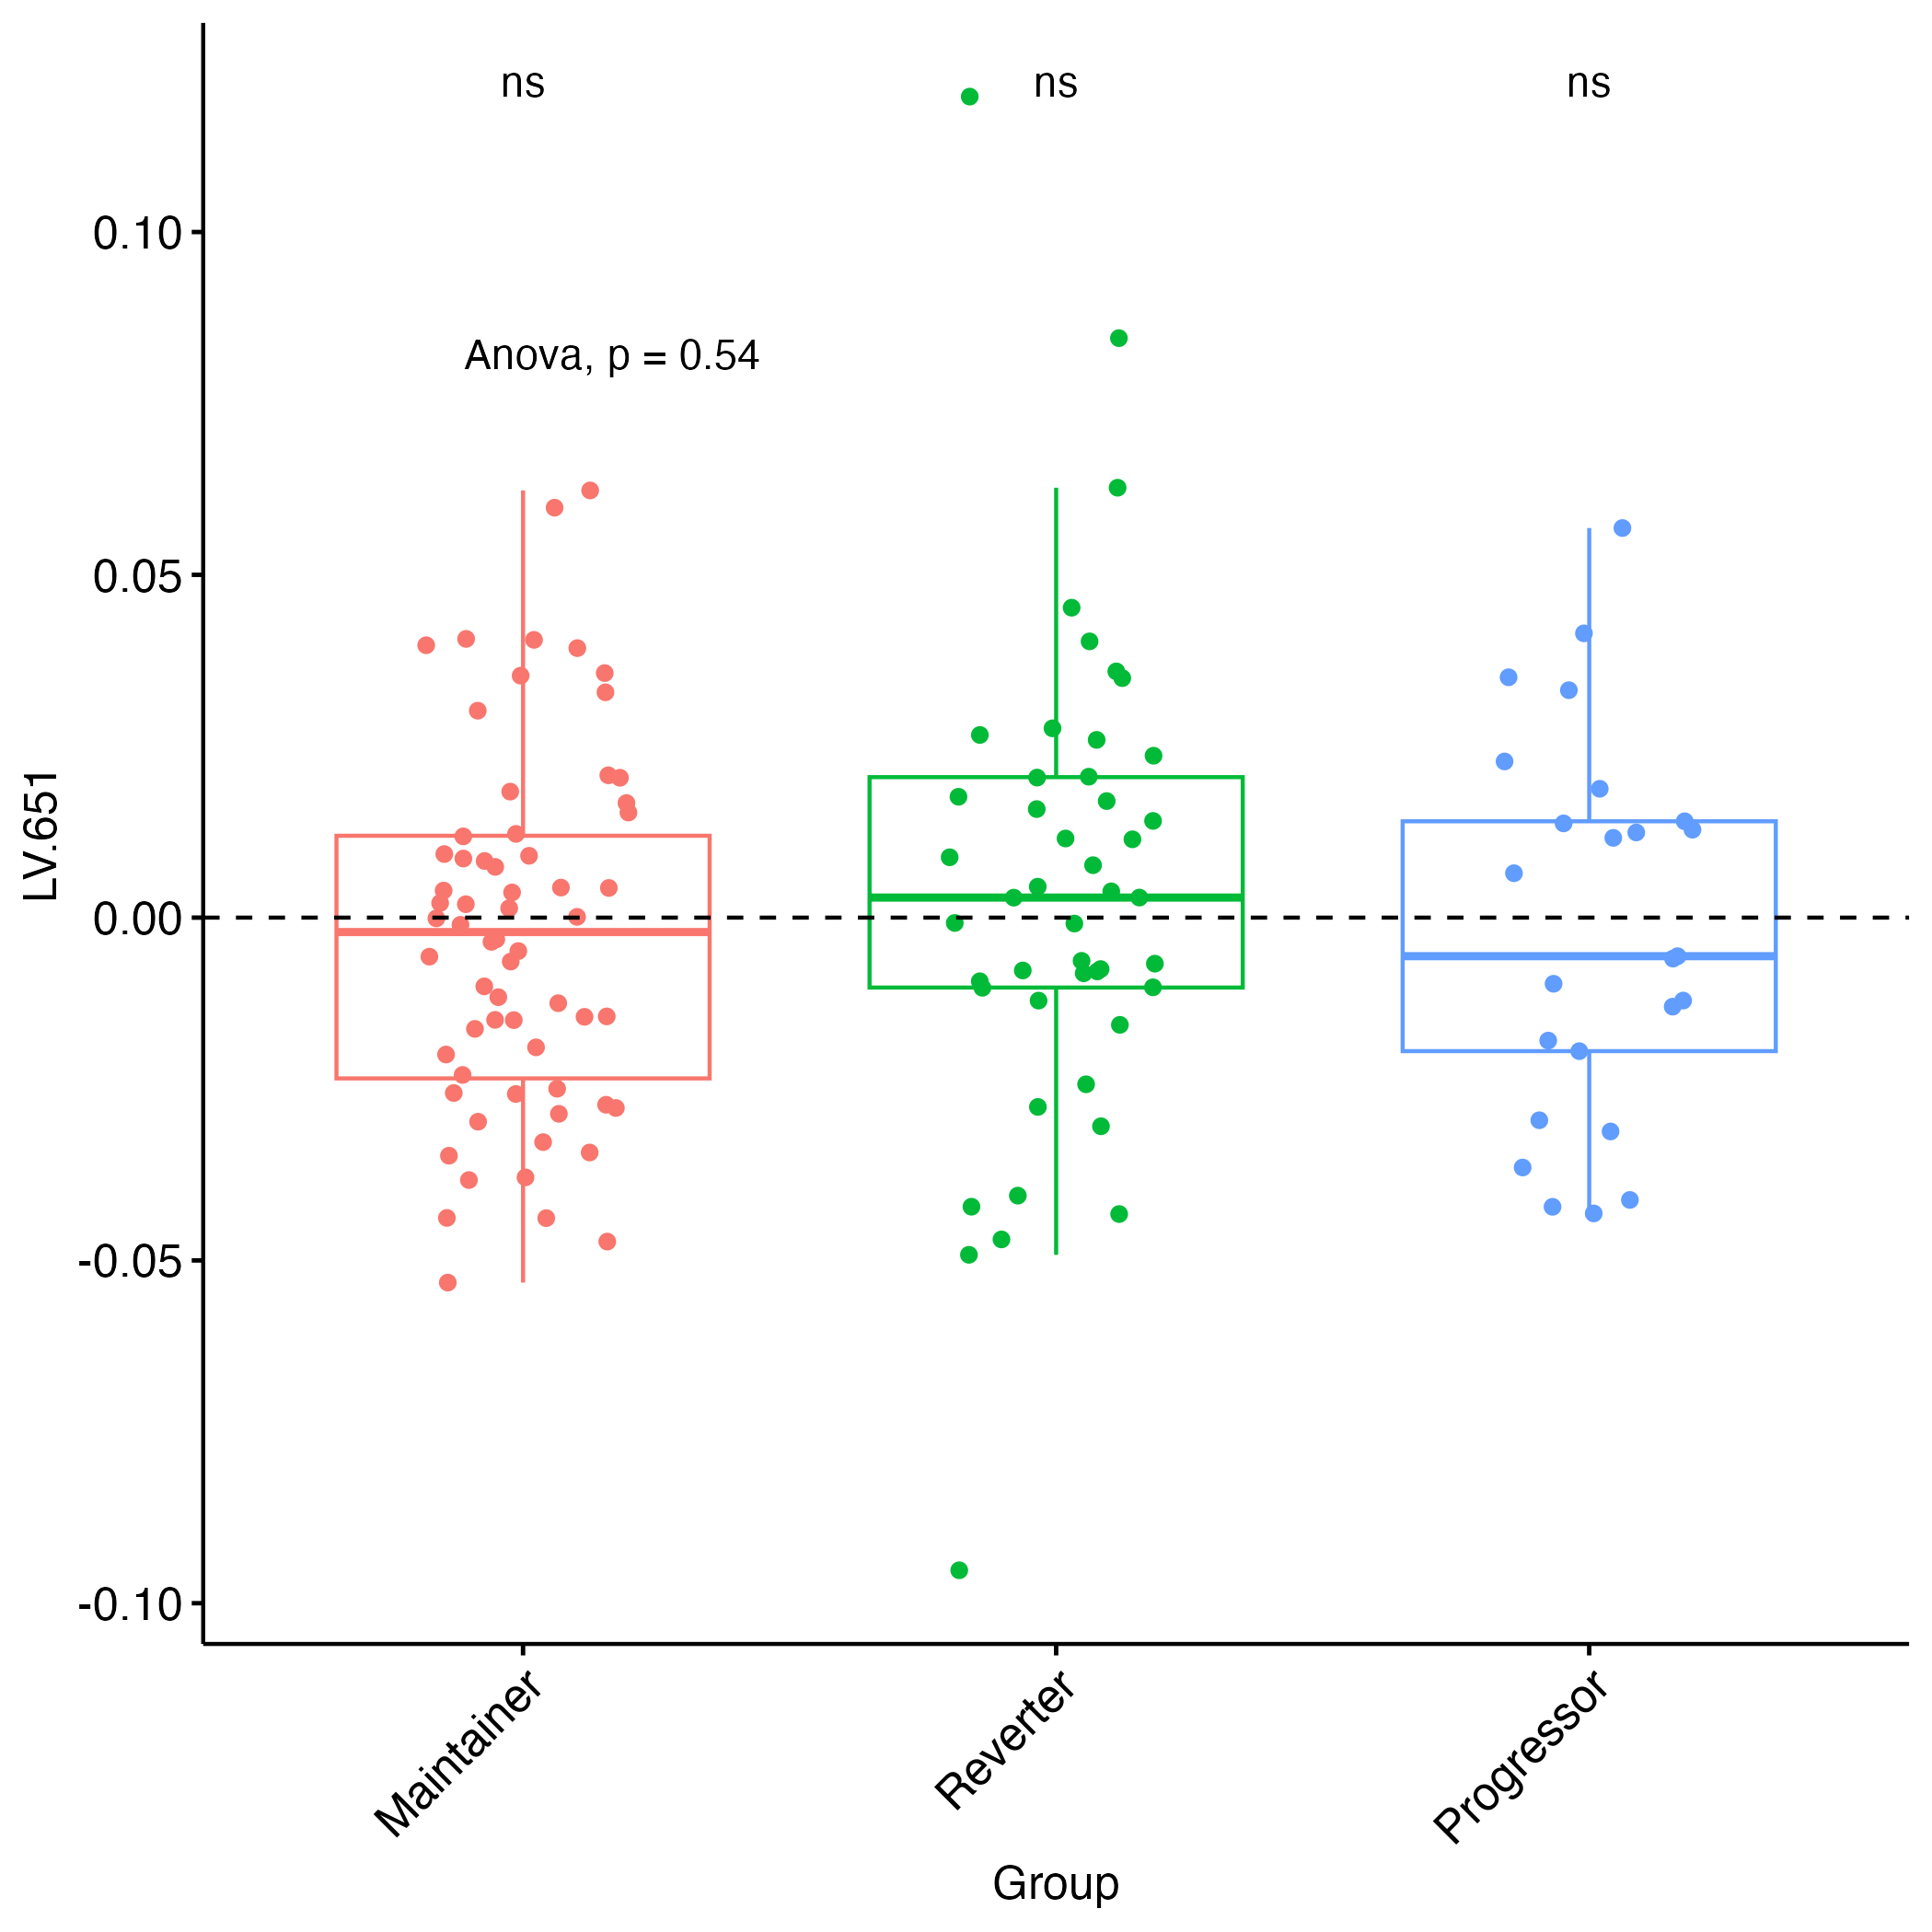 ns ns ns
0.10
Anova, p = 0.54
0.05
LV.651
0.00
-0.05
-0.10
Maintainer Reverter Progressor
Group